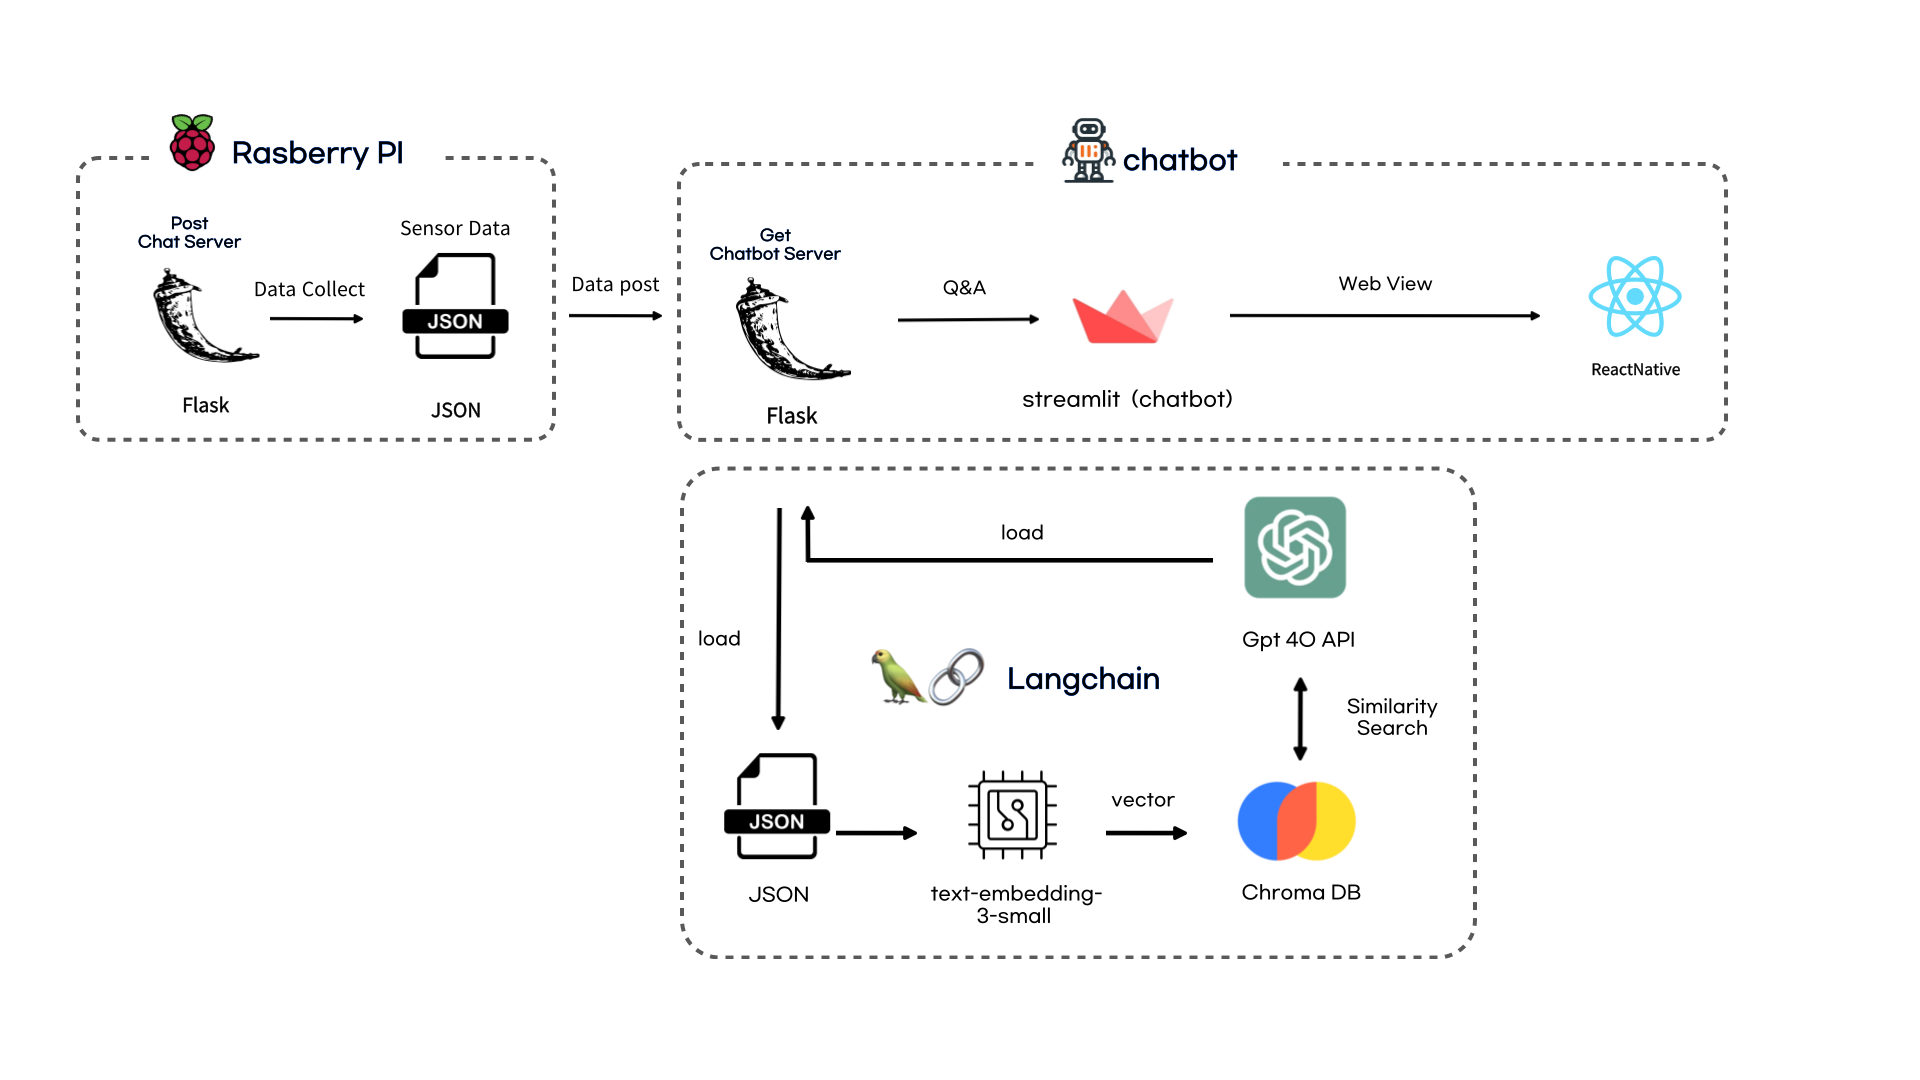 Rasberry PI
Post
Chat Server
Data Collect
Sensor Data
JSON
Flask
JSON
Data post
chatbot
Get
Chatbot Server
Flask
Q&A
streamlit (chatbot)
Web View
ReactNative
load
Gpt 4O API
load
Langchain
Similarity
Search
JSON
JSON
text-embedding-
3-small
vector
Chroma DB